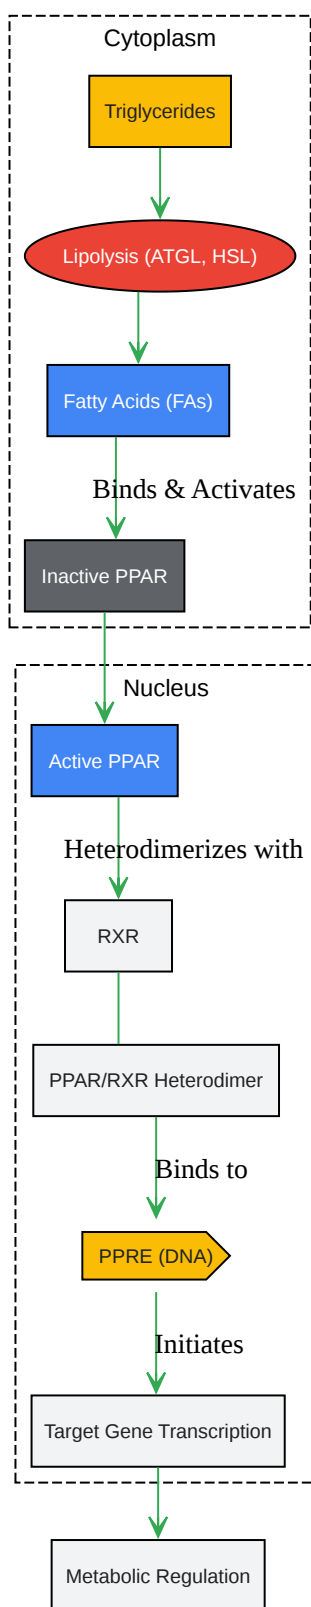 Cytoplasm
Triglycerides
Lipolysis (ATGL, HSL)
Fatty Acids (FAs)
Binds & Activates
Inactive PPAR
Nucleus
Active PPAR
Heterodimerizes with
RXR
PPAR/RXR Heterodimer
Binds to
PPRE (DNA)
Initiates
Target Gene Transcription
Metabolic Regulation